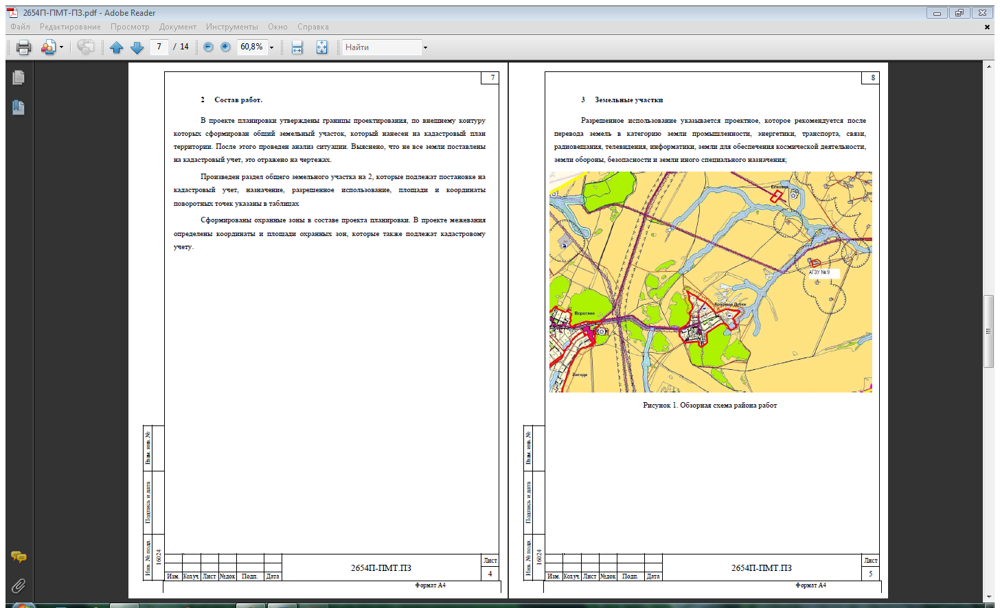 2654П-ПМТ-ПЗ.pdf - Adobe Reader
Файл Редактирование Просмотр Документ Инструменты Окно Справка
7 / 14 60,8% Найти
7
2 Состав работ.
В проекте планировки утверждены границы проектирования, по внешнему контуру
которых сформирован общий земельный участок, который нанесен на кадастровый план
территории. После этого проведен анализ ситуации. Выяснено, что не все земли поставлены
на кадастровый учет, это отражено на чертежах.
Произведен раздел общего земельного участка на 2, которые подлежат постановке на
кадастровый учет, назначение, разрешенное использование, площади и координаты
поворотных точек указаны в таблицах
Сформированы охранные зоны в составе проекта планировки. В проекте межевания
определены координаты и площади охранных зон, которые также подлежат кадастровому
учету.
Взам. инв. №
Подпись и дата
Инв. № подл.
16024
Изм. Кол.уч. Лист №док Подп. Дата
2654П-ПМТ.ПЗ
Лист
4
Формат А4
8
3 Земельные участки
Разрешенное использование указывается проектное, которое рекомендуется после
перевода земель в категорию земли промышленности, энергетики, транспорта, связи,
радиовещания, телевидения, информатики, земли для обеспечения космической деятельности,
земли обороны, безопасности и земли иного специального назначения;
Елховка
АГЗУ № 9
Красные Дубки
Воротнее
Рисунок 1. Обзорная схема района работ
Взам. инв. №
Подпись и дата
Инв. № подл.
16024
Изм. Кол.уч. Лист №док Подп. Дата
2654П-ПМТ.ПЗ
Лист
5
Формат А4